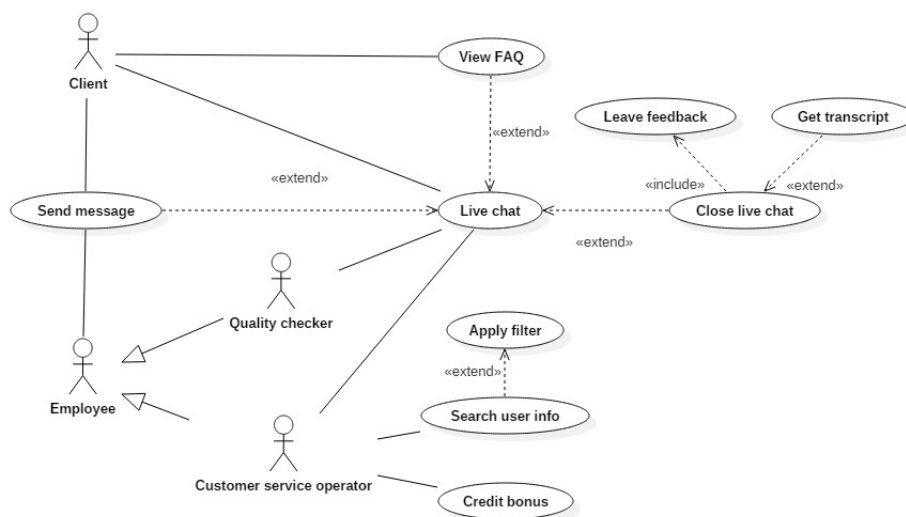 View FAQ
Client
Leave feedback
Get transcript
«extend»
«extend»
«include»
«extend»
Send message
Live chat
Close live chat
«extend»
Quality checker
Apply filter
«extend»
Employee
Search user info
Customer service operator
Credit bonus